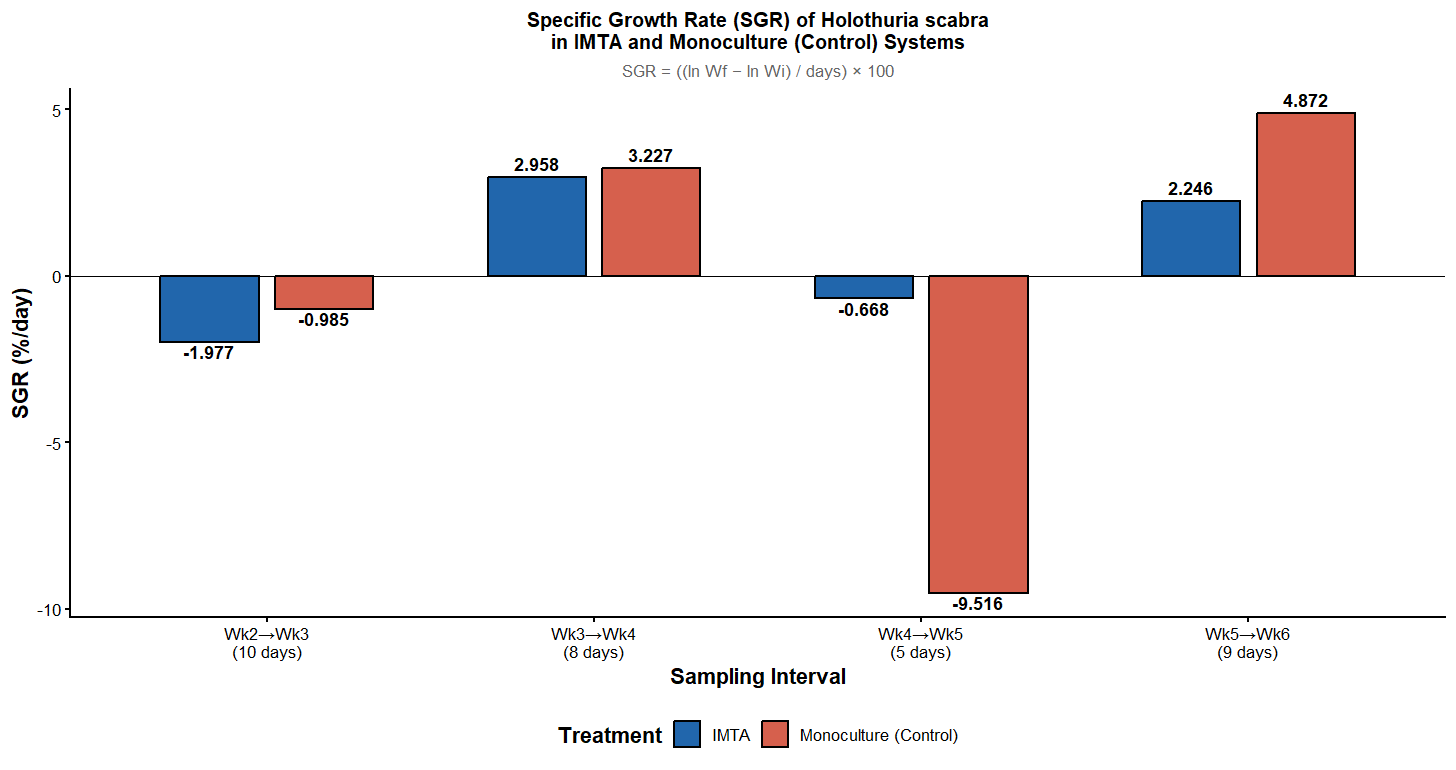 Specific Growth Rate (SGR) of Holothuria scabra
in IMTA and Monoculture (Control) Systems
SGR = ((ln Wf − ln Wi) / days) × 100
SGR (%/day)
5
0
-5
-10
-1.977
-0.985
2.958
3.227
-0.668
-9.516
2.246
4.872
Wk2→Wk3
(10 days)
Wk3→Wk4
(8 days)
Wk4→Wk5
(5 days)
Wk5→Wk6
(9 days)
Sampling Interval
Treatment IMTA Monoculture (Control)